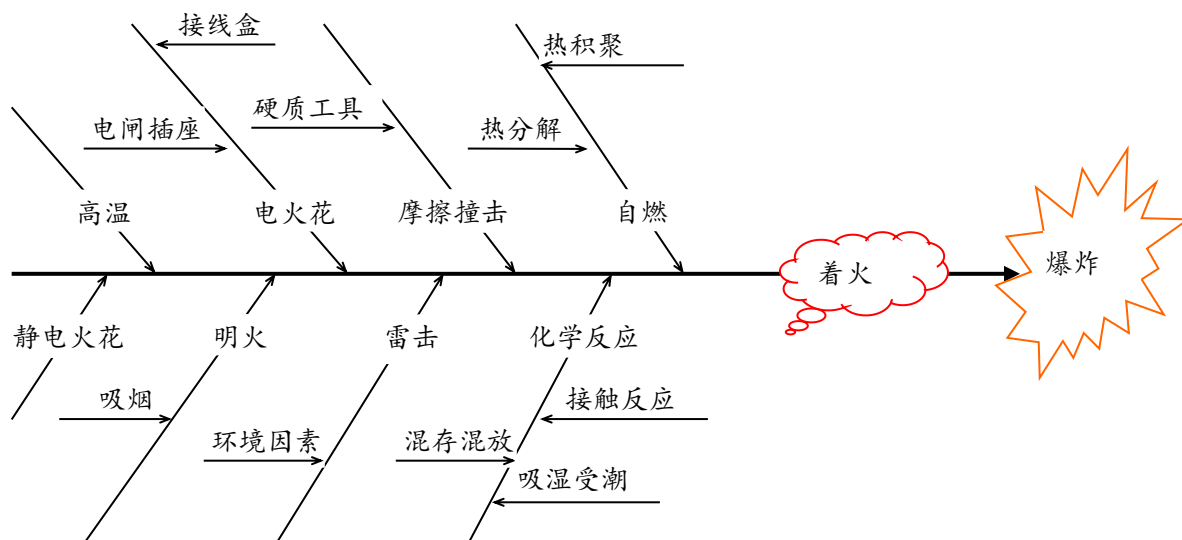 接线盒
热积聚
硬质工具
电闸插座
热分解
高温
电火花
摩擦撞击
自燃
着火
爆炸
静电火花
明火
雷击
化学反应
吸烟
接触反应
环境因素
混存混放
吸湿受潮